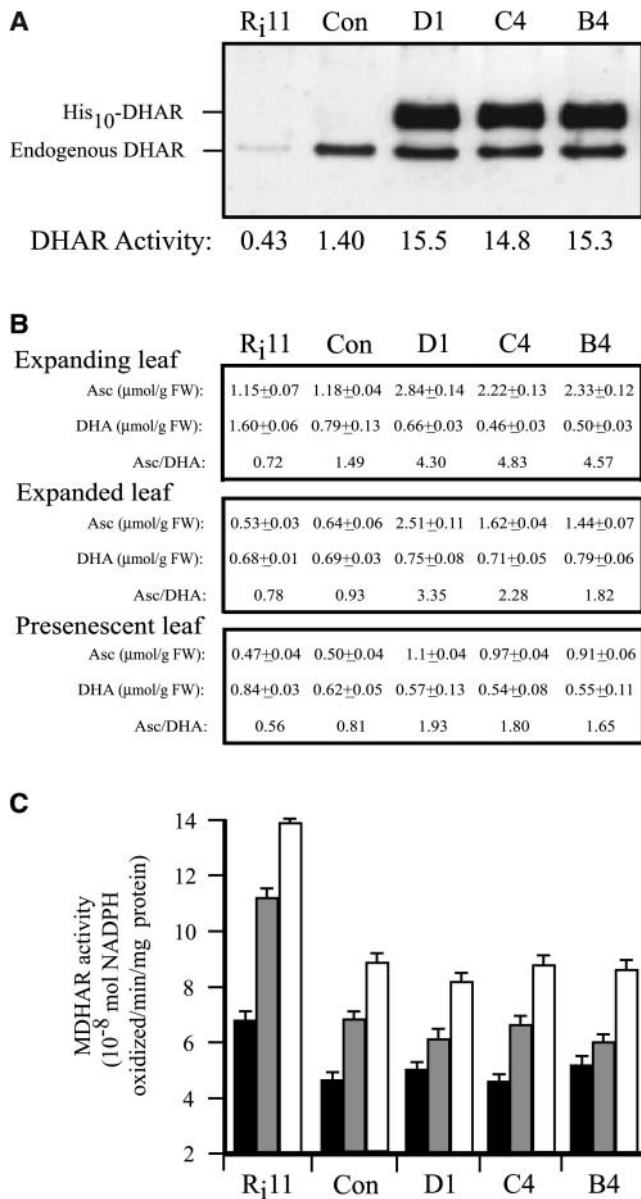 A
Ri11 Con D1 C4 B4
His10-DHAR
Endogenous DHAR
DHAR Activity: 0.43 1.40 15.5 14.8 15.3
B
Ri11 Con D1 C4 B4
Expanding leaf
Asc (μmol/g FW): 1.15±0.07 1.18±0.04 2.84±0.14 2.22±0.13 2.33±0.12
DHA (μmol/g FW): 1.60±0.06 0.79±0.13 0.66±0.03 0.46±0.03 0.50±0.03
Asc/DHA: 0.72 1.49 4.30 4.83 4.57
Expanded leaf
Asc (μmol/g FW): 0.53±0.03 0.64±0.06 2.51±0.11 1.62±0.04 1.44±0.07
DHA (μmol/g FW): 0.68±0.01 0.69±0.03 0.75±0.08 0.71±0.05 0.79±0.06
Asc/DHA: 0.78 0.93 3.35 2.28 1.82
Presenescent leaf
Asc (μmol/g FW): 0.47±0.04 0.50±0.04 1.1±0.04 0.97±0.04 0.91±0.06
DHA (μmol/g FW): 0.84±0.03 0.62±0.05 0.57±0.13 0.54±0.08 0.55±0.11
Asc/DHA: 0.56 0.81 1.93 1.80 1.65
C
MDHAR activity
(10-8 mol NADPH
oxidized/min/mg protein)
14
12
10
8
6
4
2
Ri11 Con D1 C4 B4